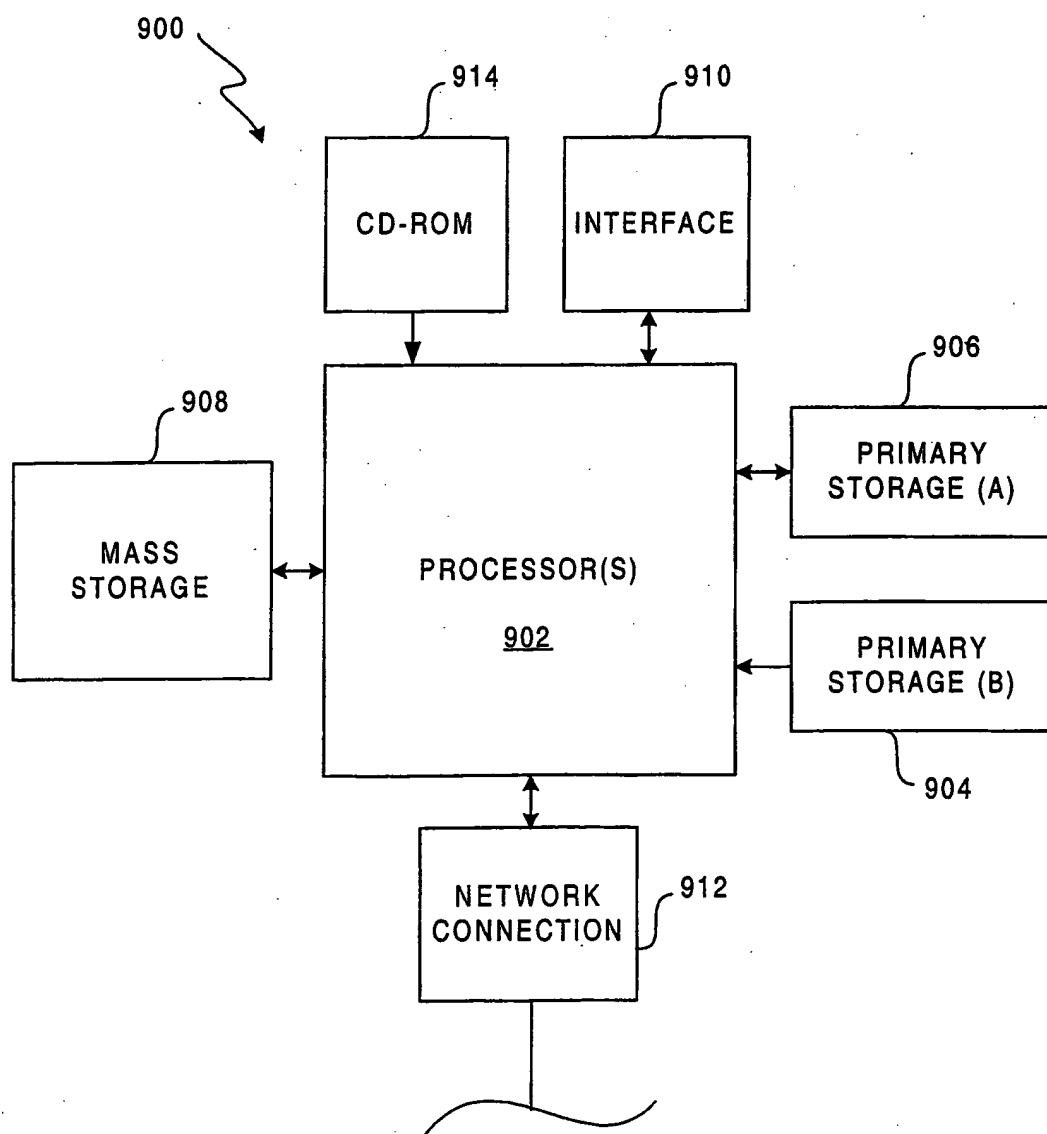 900
914
910
CD-ROM
INTERFACE
906
908
PRIMARY
STORAGE (A)
MASS
STORAGE
PROCESSOR(S)
902
PRIMARY
STORAGE (B)
904
NETWORK
CONNECTION
912